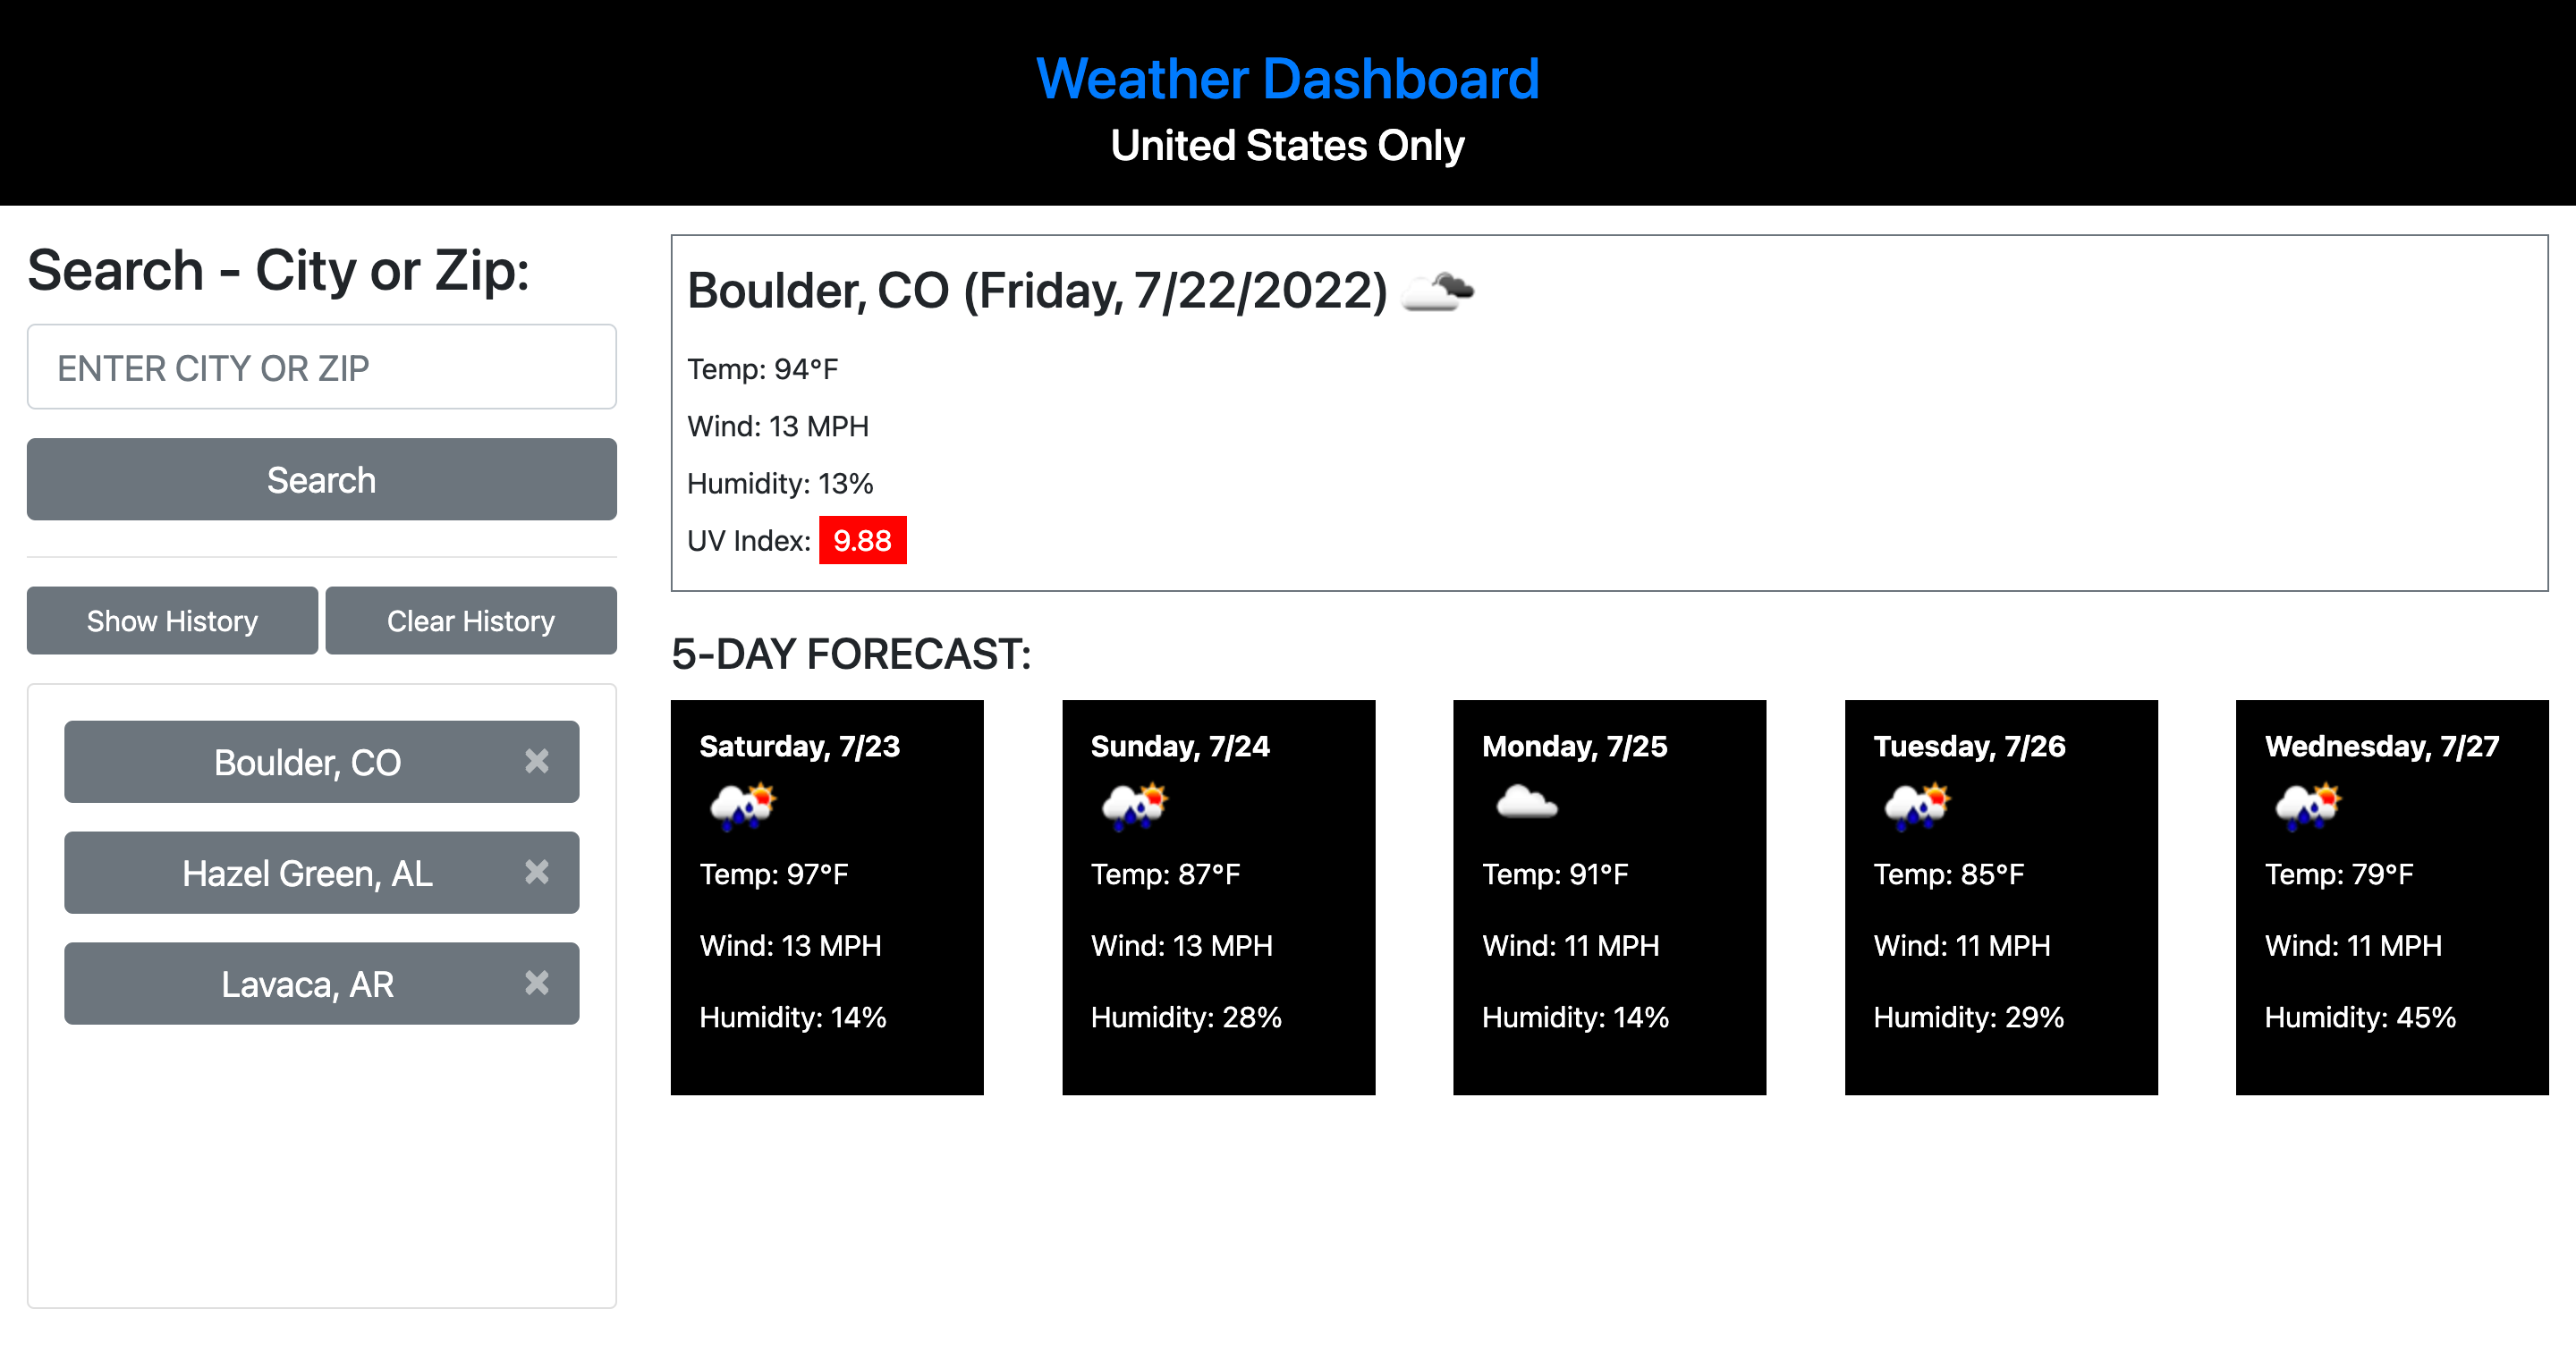 Weather Dashboard
United States Only
Search - City or Zip:
ENTER CITY OR ZIP
Search
Show History
Clear History
Boulder, CO ×
Hazel Green, AL ×
Lavaca, AR ×
Boulder, CO (Friday, 7/22/2022)
Temp: 94°F
Wind: 13 MPH
Humidity: 13%
UV Index: 9.88
5-DAY FORECAST:
Saturday, 7/23
Temp: 97°F
Wind: 13 MPH
Humidity: 14%
Sunday, 7/24
Temp: 87°F
Wind: 13 MPH
Humidity: 28%
Monday, 7/25
Temp: 91°F
Wind: 11 MPH
Humidity: 14%
Tuesday, 7/26
Temp: 85°F
Wind: 11 MPH
Humidity: 29%
Wednesday, 7/27
Temp: 79°F
Wind: 11 MPH
Humidity: 45%